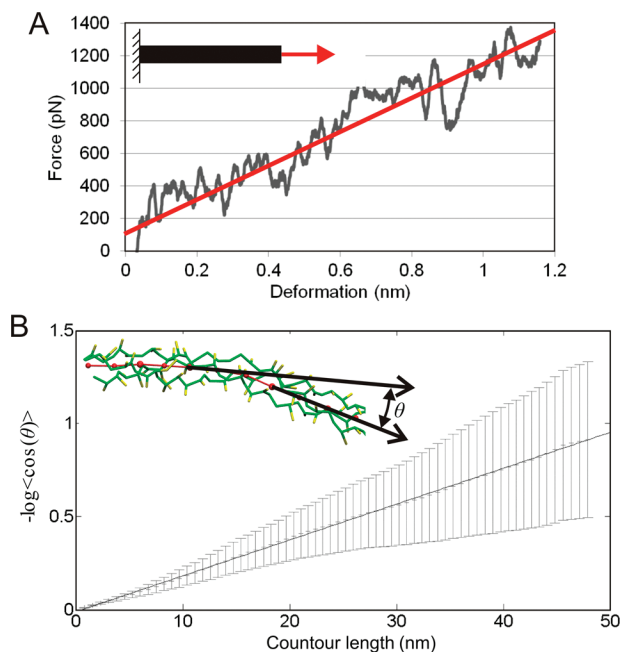 A
1400
1200
1000
800
600
400
200
0
Force (pN)
0 0.2 0.4 0.6 0.8 1 1.2
Deformation (nm)
B
1.5
1
0.5
0
-log<cos(θ)>
θ
0 10 20 30 40 50
Countour length (nm)